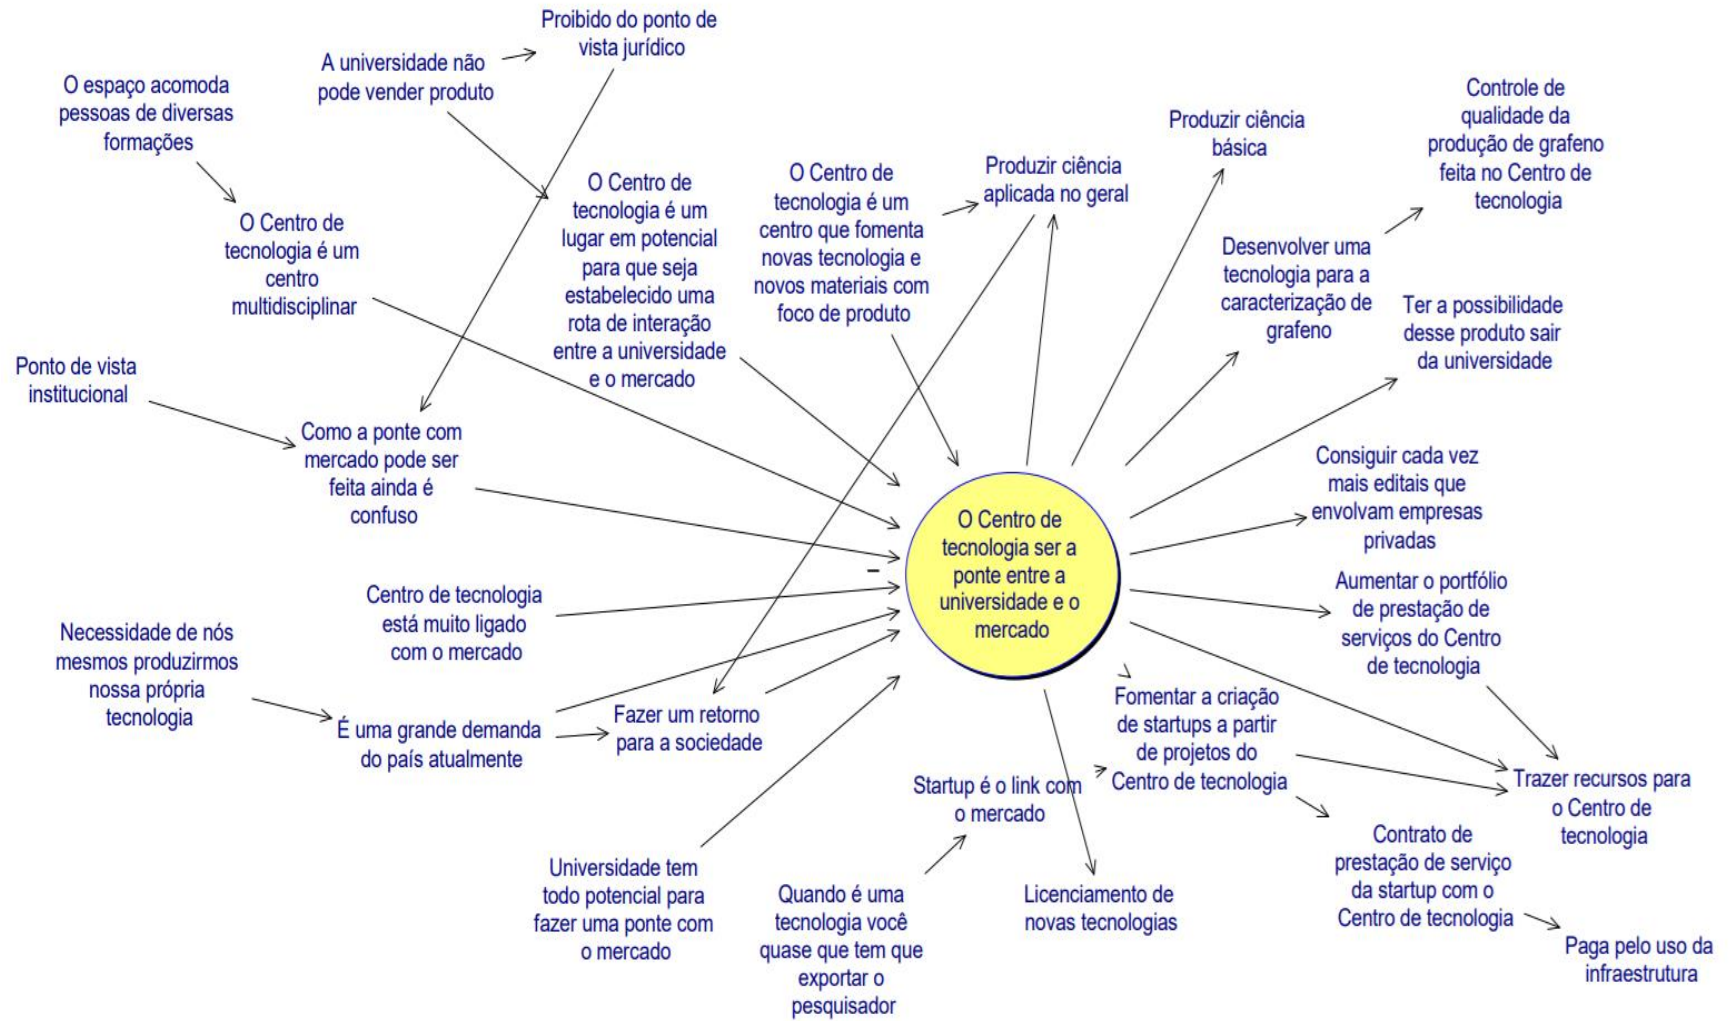 Proibido do ponto de
vista jurídico
A universidade não
pode vender produto
O espaço acomoda
pessoas de diversas
formações
O Centro de
tecnologia é um
centro
multidisciplinar
O Centro de
tecnologia é um
lugar em potencial
para que seja
estabelecido uma
rota de interação
entre a universidade
e o mercado
O Centro de
tecnologia é um
centro que fomenta
novas tecnologia e
novos materiais com
foco de produto
Produzir ciência
aplicada no geral
Produzir ciência
básica
Controle de
qualidade da
produção de grafeno
feita no Centro de
tecnologia
Desenvolver uma
tecnologia para a
caracterização de
grafeno
Ter a possibilidade
desse produto sair
da universidade
Ponto de vista
institucional
Como a ponte com
mercado pode ser
feita ainda é
confuso
Consiguir cada vez
mais editais que
envolvam empresas
privadas
O Centro de
tecnologia ser a
ponte entre a
universidade e o
mercado
–
Centro de tecnologia
está muito ligado
com o mercado
Aumentar o portfólio
de prestação de
serviços do Centro
de tecnologia
Necessidade de nós
mesmos produzirmos
nossa própria
tecnologia
É uma grande demanda
do país atualmente
Fazer um retorno
para a sociedade
Fomentar a criação
de startups a partir
de projetos do
Centro de tecnologia
Startup é o link com
o mercado
Trazer recursos para
o Centro de
tecnologia
Contrato de
prestação de serviço
da startup com o
Centro de tecnologia
Universidade tem
todo potencial para
fazer uma ponte com
o mercado
Quando é uma
tecnologia você
quase que tem que
exportar o
pesquisador
Licenciamento de
novas tecnologias
Paga pelo uso da
infraestrutura